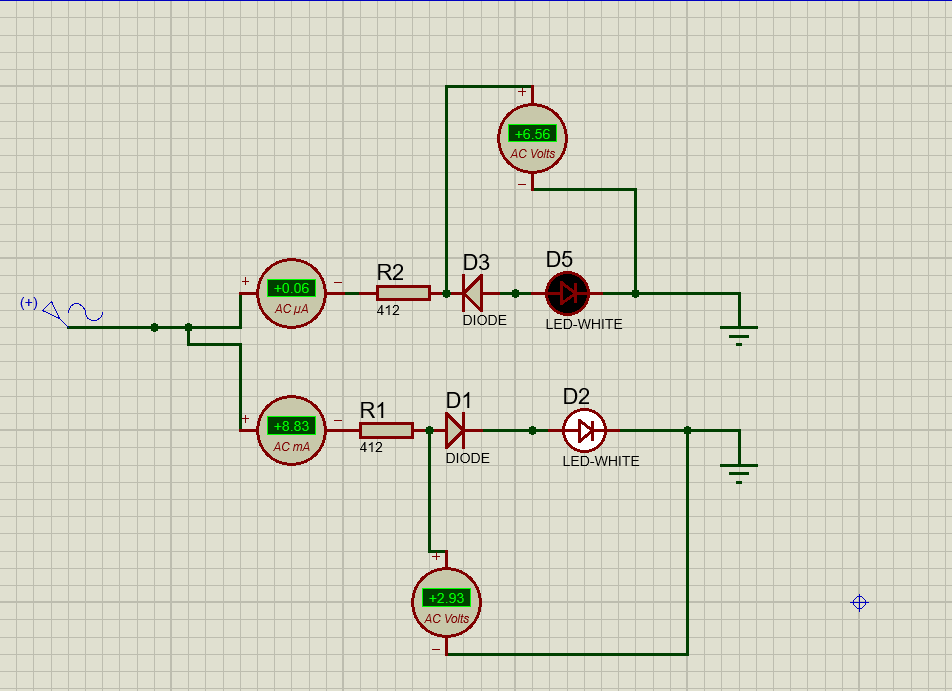 +
+6.56
AC Volts
−
D3
D5
R2
+
−
+0.06
AC µA
412
DIODE
LED-WHITE
(+)
D2
D1
R1
+
−
+8.83
AC mA
412
DIODE
LED-WHITE
+
+2.93
AC Volts
−